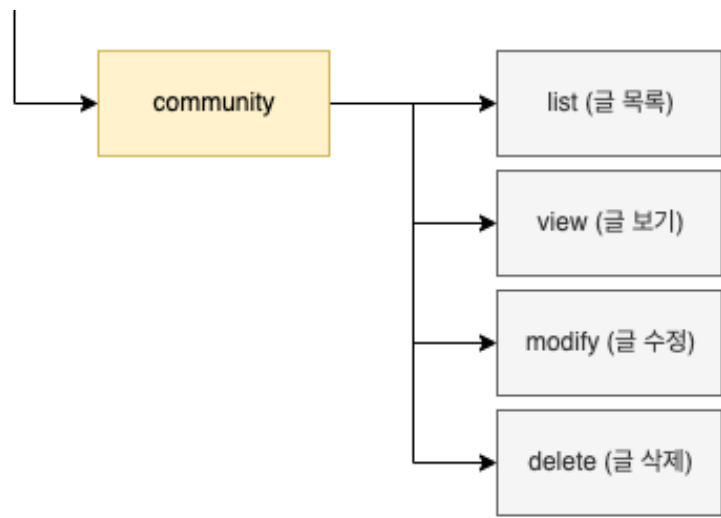 community
list (글 목록)
view (글 보기)
modify (글 수정)
delete (글 삭제)